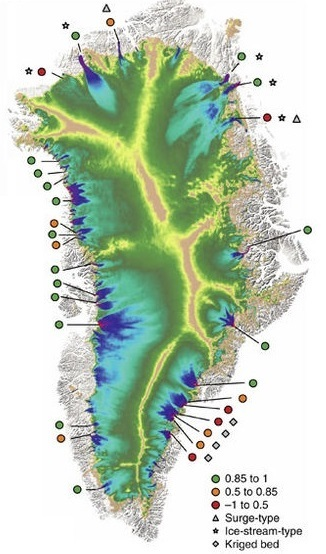 0.85 to 1
0.5 to 0.85
–1 to 0.5
Surge-type
Ice-stream-type
Kriged bed